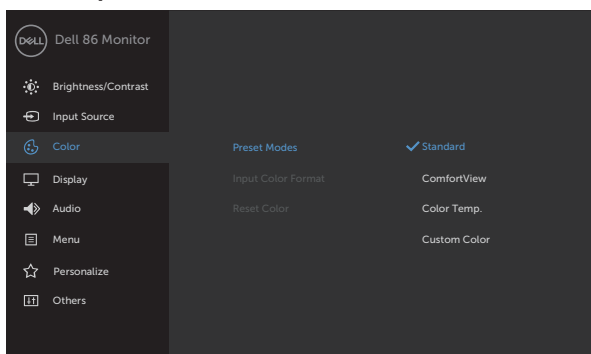 DELL Dell 86 Monitor
Brightness/Contrast
Input Source
Color Preset Modes Standard
Display Input Color Format ComfortView
Audio Reset Color Color Temp.
Menu Custom Color
Personalize
Others